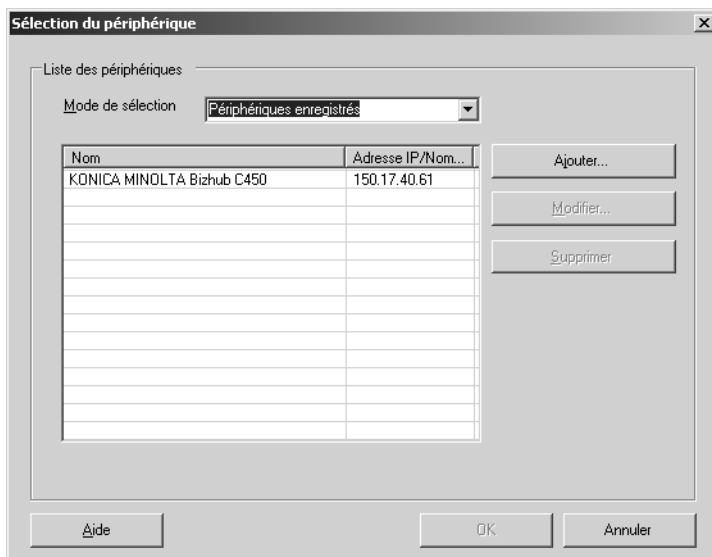 Sélection du périphérique
Liste des périphériques
Mode de sélection Périphériques enregistrés
Nom Adresse IP/Nom...
KONICA MINOLTA Bizhub C450 150.17.40.61
Ajouter...
Modifier...
Supprimer
Aide OK Annuler